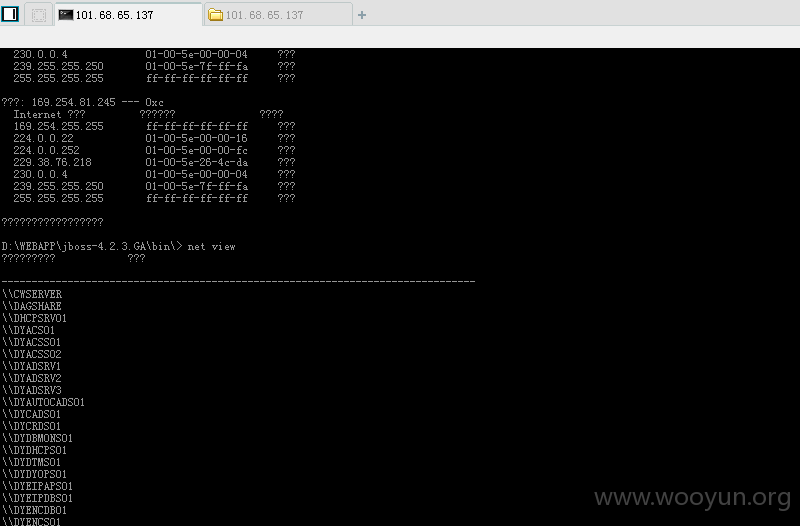 101.68.65.137 101.68.65.137 +
230.0.0.4 01-00-5e-00-00-04 ???
239.255.255.250 01-00-5e-7f-ff-fa ???
255.255.255.255 ff-ff-ff-ff-ff-ff ???
???: 169.254.81.245 --- 0xc
Internet ??? ?????? ????
169.254.255.255 ff-ff-ff-ff-ff-ff ???
224.0.0.22 01-00-5e-00-00-16 ???
224.0.0.252 01-00-5e-00-00-fc ???
229.38.76.218 01-00-5e-26-4c-da ???
230.0.0.4 01-00-5e-00-00-04 ???
239.255.255.250 01-00-5e-7f-ff-fa ???
255.255.255.255 ff-ff-ff-ff-ff-ff ???
?????????????????
D:\WEBAPP\jboss-4.2.3.GA\bin\> net view
????????? ???
-------------------------------------------------------------------------------
\\CWSERVER
\\DAGSHARE
\\DHCPSRV01
\\DYACS01
\\DYACSS01
\\DYACSS02
\\DYADSRV1
\\DYADSRV2
\\DYADSRV3
\\DYAUTOCADS01
\\DYCADS01
\\DYCRDS01
\\DYDBMONS01
\\DYDHCPS01
\\DYDTMS01
\\DYDYOPS01
\\DYEIPAPS01
\\DYEIPDBS01
\\DYENCDB01
\\DYENCS01
www.wooyun.org